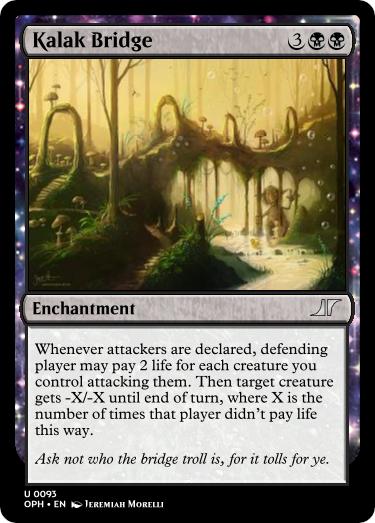 Kalak Bridge 3
Enchantment
Whenever attackers are declared, defending
player may pay 2 life for each creature you
control attacking them. Then target creature
gets -X/-X until end of turn, where X is the
number of times that player didn't pay life
this way.
Ask not who the bridge troll is, for it tolls for ye.
U 0093
OPH • EN Jeremiah Morelli